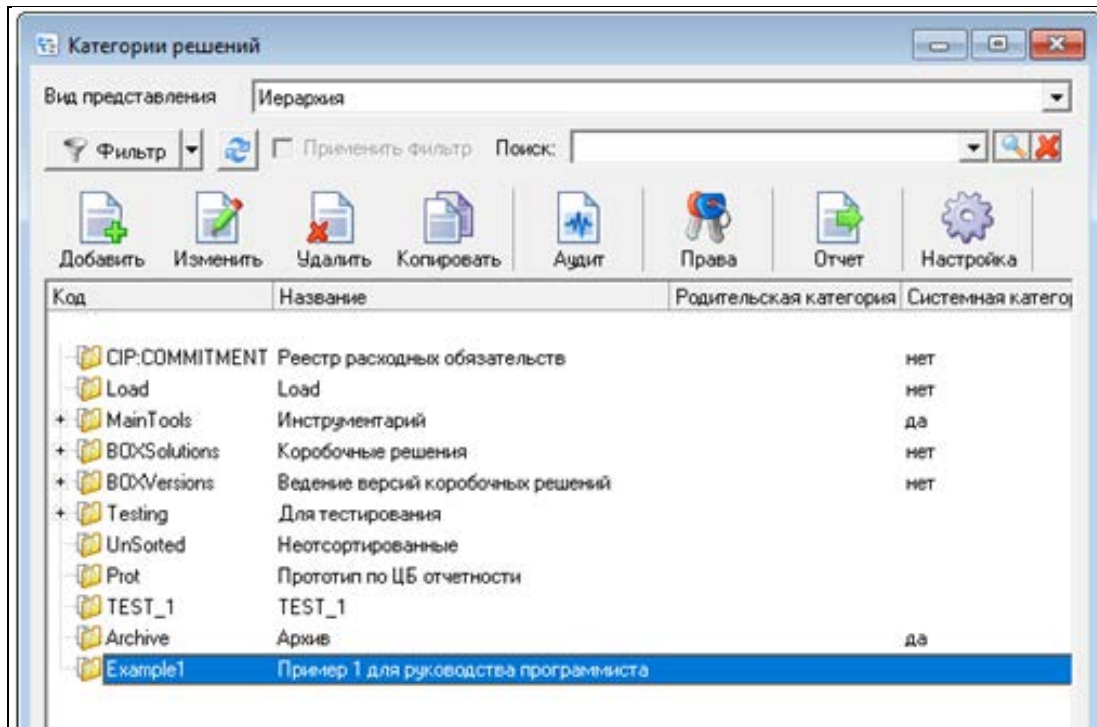 Категории решений
Вид представления Иерархия
Фильтр Применить фильтр Поиск:
Добавить Изменить Удалить Копировать Аудит Права Отчет Настройка
Код Название Родительская категория Системная катего
CIP:COMMITMENT Реестр расходных обязательств нет
Load Load нет
+ MainTools Инструментарий да
+ BOXSolutions Коробочные решения нет
+ BOXVersions Ведение версий коробочных решений нет
+ Testing Для тестирования
UnSorted Неотсортированные
Prot Прототип по ЦБ отчетности
TEST_1 TEST_1
Archive Архив да
Example1 Пример 1 для руководства программиста